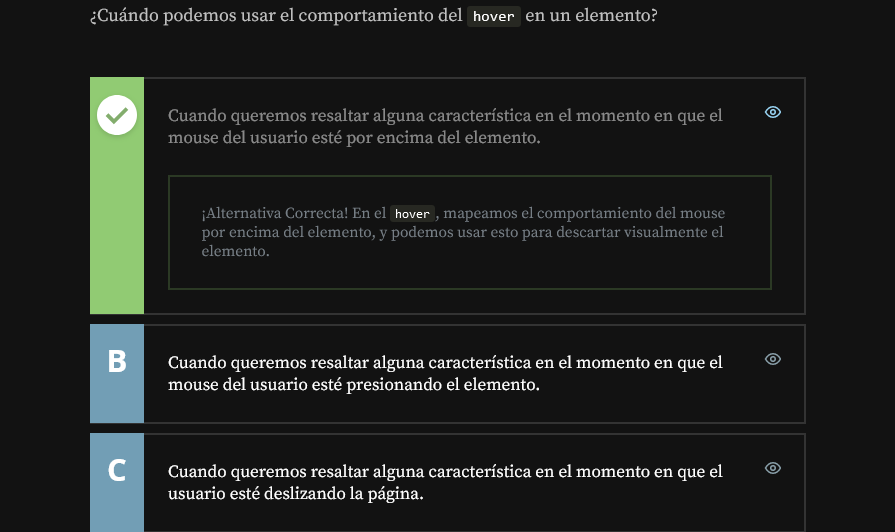 ¿Cuándo podemos usar el comportamiento del hover en un elemento?
Cuando queremos resaltar alguna característica en el momento en que el
mouse del usuario esté por encima del elemento.
¡Alternativa Correcta! En el hover, mapeamos el comportamiento del mouse
por encima del elemento, y podemos usar esto para descartar visualmente el
elemento.
B
Cuando queremos resaltar alguna característica en el momento en que el
mouse del usuario esté presionando el elemento.
C
Cuando queremos resaltar alguna característica en el momento en que el
usuario esté deslizando la página.